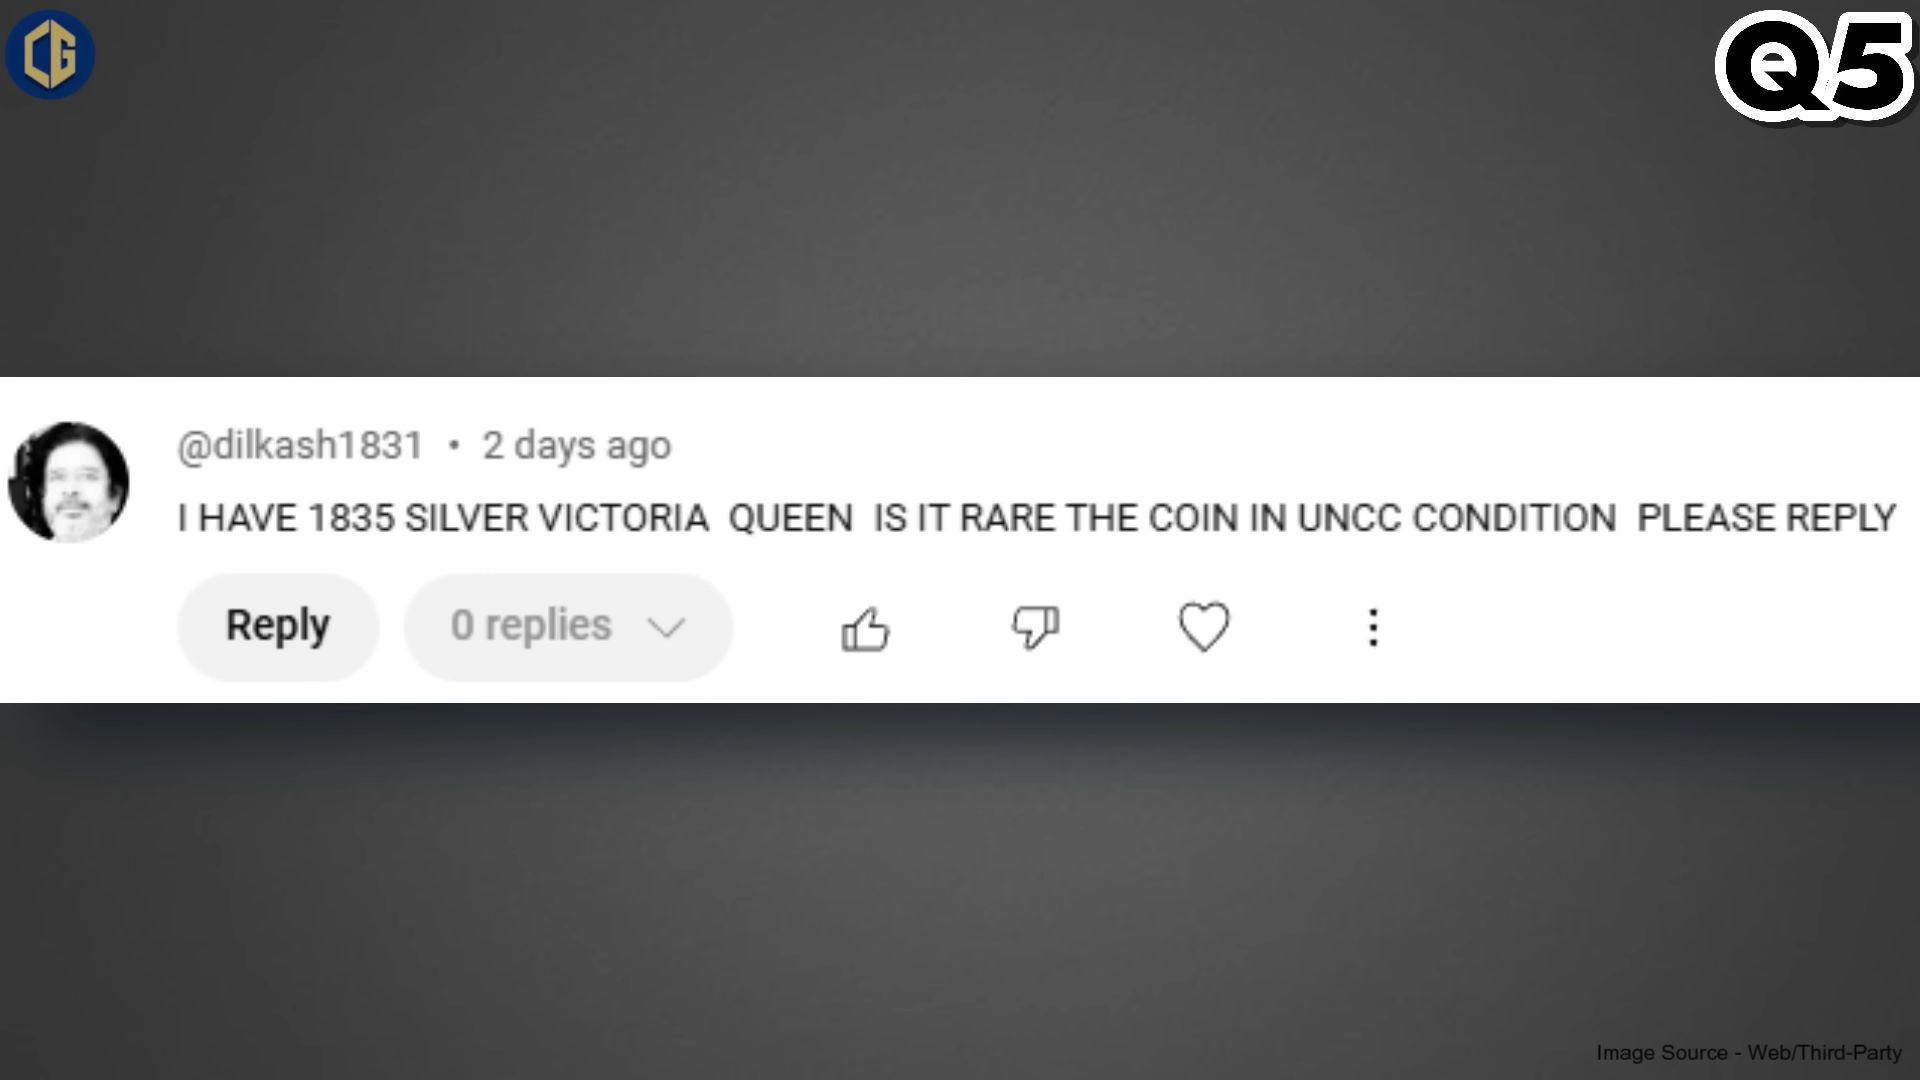 CG
Q5
@dilkash1831 • 2 days ago
I HAVE 1835 SILVER VICTORIA QUEEN IS IT RARE THE COIN IN UNCC CONDITION PLEASE REPLY
Reply 0 replies
Image Source - Web/Third-Party